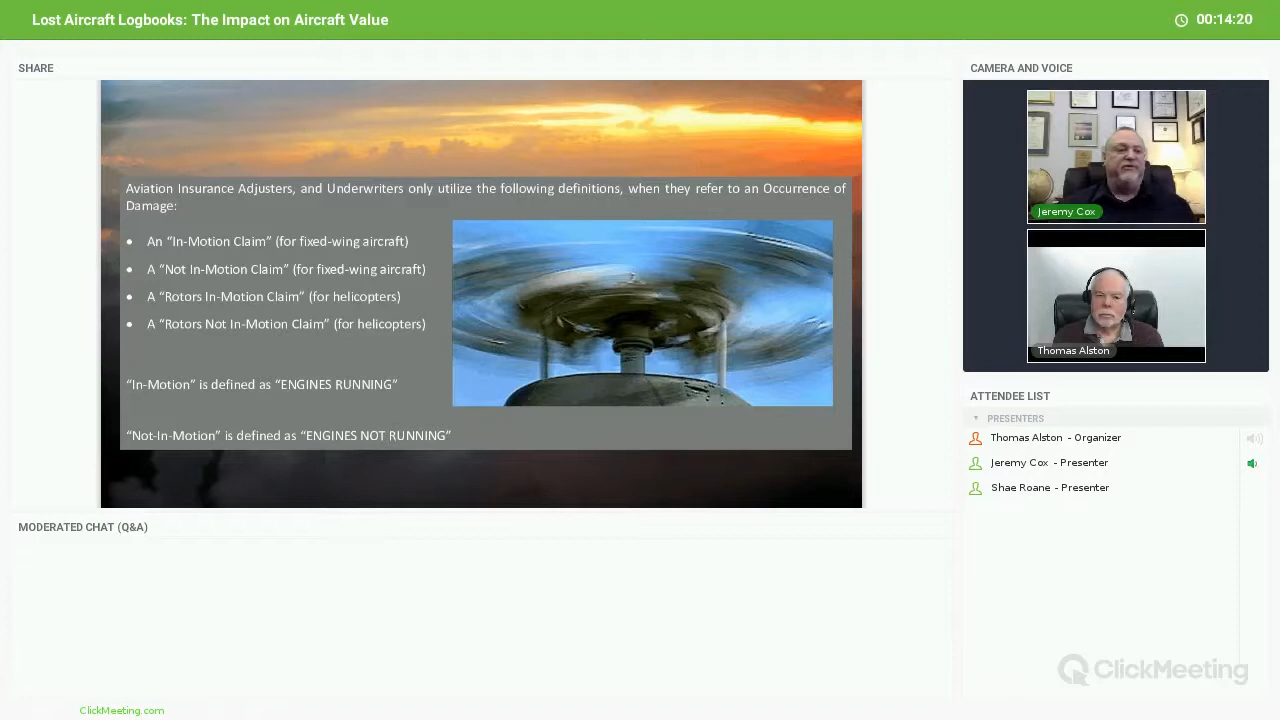 Lost Aircraft Logbooks: The Impact on Aircraft Value
00:14:20
SHARE
Aviation Insurance Adjusters, and Underwriters only utilize the following definitions, when they refer to an Occurrence of
Damage:
• An “In-Motion Claim” (for fixed-wing aircraft)
• A “Not In-Motion Claim” (for fixed-wing aircraft)
• A “Rotors In-Motion Claim” (for helicopters)
• A “Rotors Not In-Motion Claim” (for helicopters)
“In-Motion” is defined as “ENGINES RUNNING”
“Not-In-Motion” is defined as “ENGINES NOT RUNNING”
MODERATED CHAT (Q&A)
CAMERA AND VOICE
Jeremy Cox
Thomas Alston
ATTENDEE LIST
PRESENTERS
Thomas Alston - Organizer
Jeremy Cox - Presenter
Shae Roane - Presenter
ClickMeeting
ClickMeeting.com